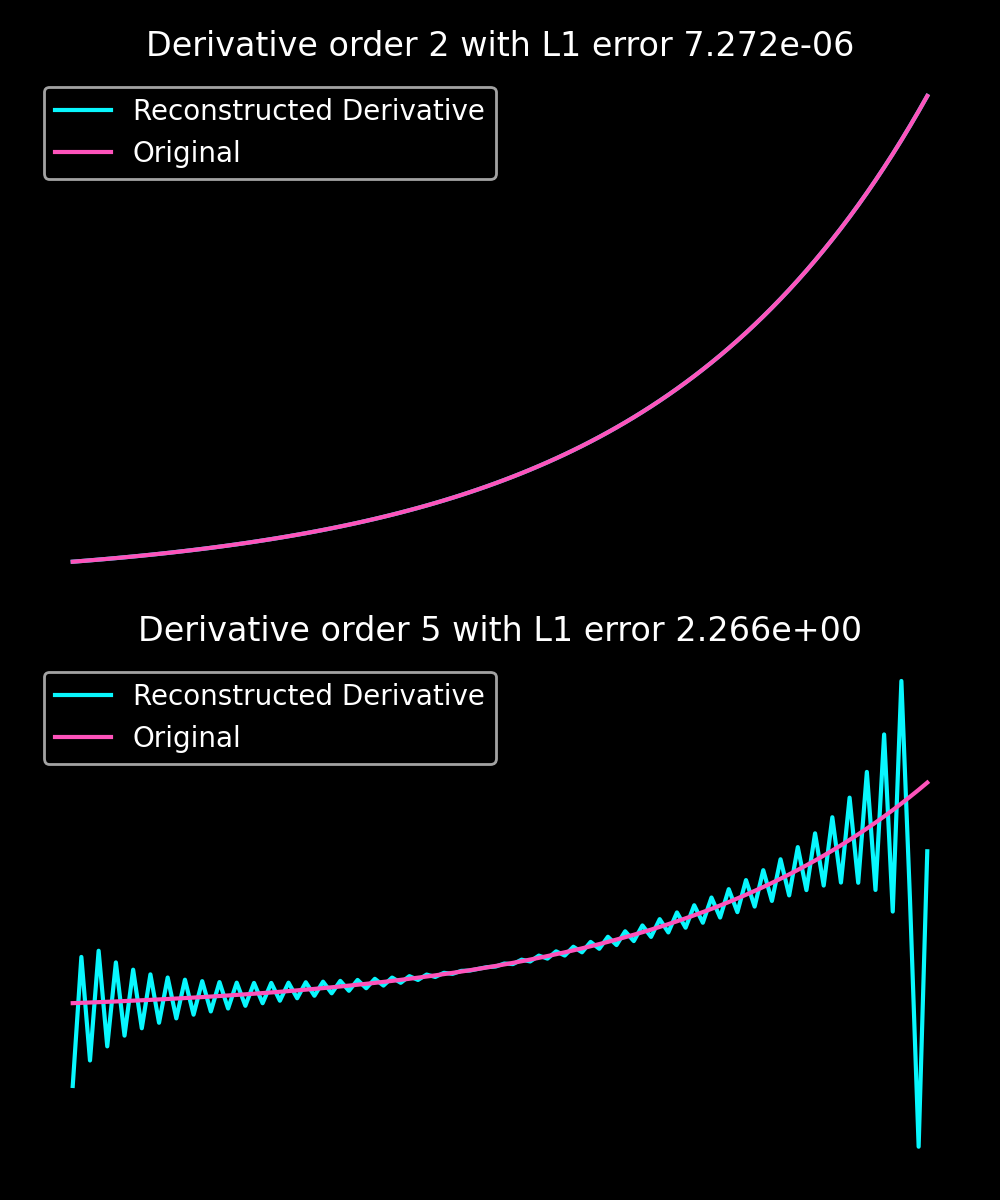 Derivative order 2 with L1 error 7.272e-06
Reconstructed Derivative
Original
Derivative order 5 with L1 error 2.266e+00
Reconstructed Derivative
Original